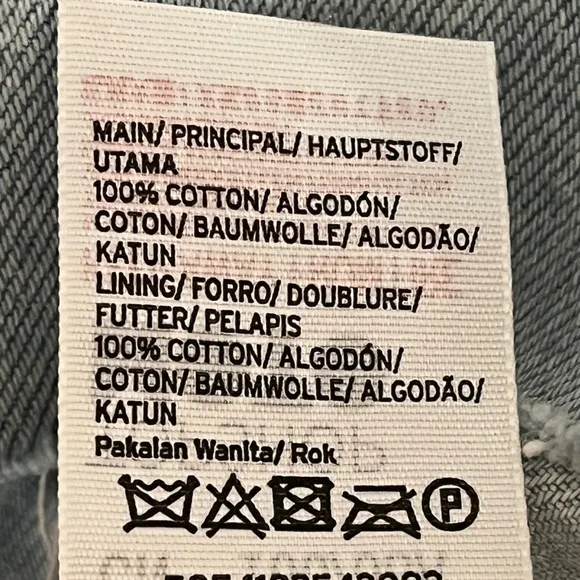 MAIN/ PRINCIPAL/ HAUPTSTOFF/
UTAMA
100% COTTON/ ALGODÓN/
COTON/ BAUMWOLLE/ ALGODÃO/
KATUN
LINING/ FORRO/ DOUBLURE/
FUTTER/ PELAPIS
100% COTTON/ ALGODÓN/
COTON/ BAUMWOLLE/ ALGODÃO/
KATUN
Pakaian Wanita/ Rok
P